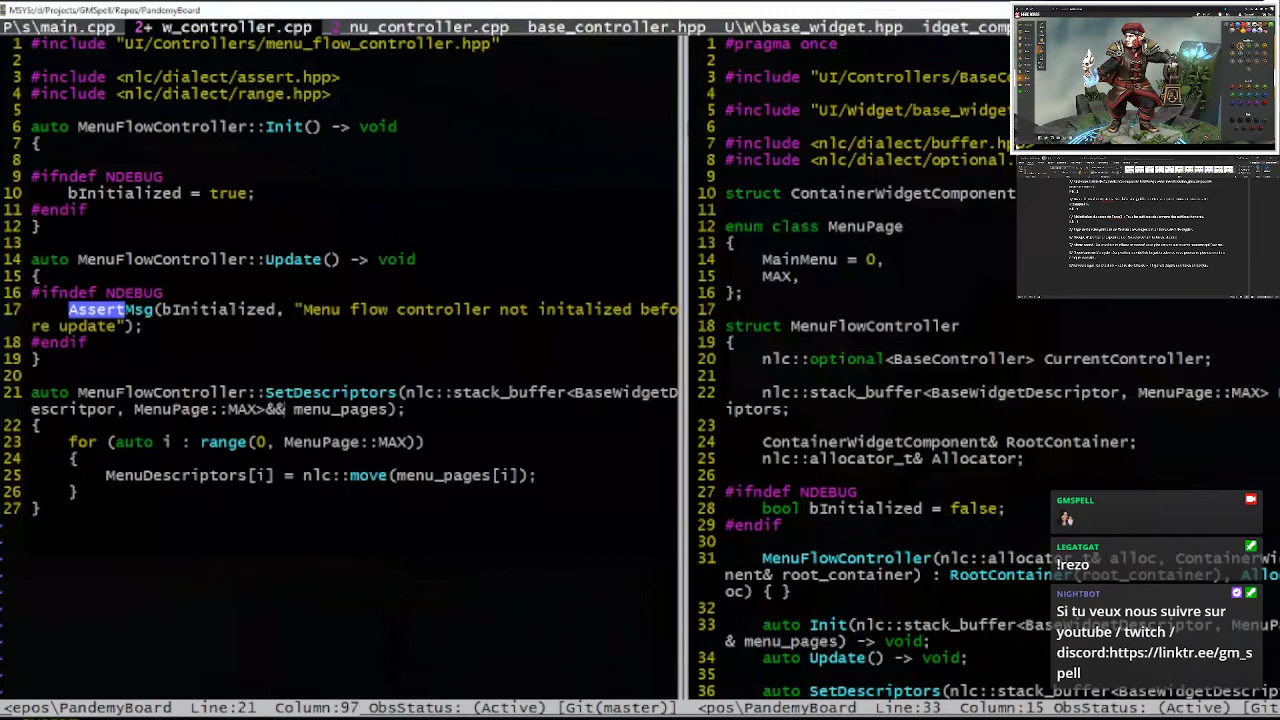 MSYS:/d/Projects/GMSpell/Repos/PandemyBoard
P\s\main.cpp 2+ w_controller.cpp 2 nu_controller.cpp base_controller.hpp U\W\base_widget.hpp
1 #include "UI/Controllers/menu_flow_controller.hpp"
2
3 #include <nlc/dialect/assert.hpp>
4 #include <nlc/dialect/range.hpp>
5
6 auto MenuFlowController::Init() -> void
7 {
8
9 #ifndef NDEBUG
10 bInitialized = true;
11 #endif
12 }
13
14 auto MenuFlowController::Update() -> void
15 {
16 #ifndef NDEBUG
17 AssertMsg(bInitialized, "Menu flow controller not initalized befo
re update");
18 #endif
19 }
20
21 auto MenuFlowController::SetDescriptors(nlc::stack_buffer<BaseWidgetD
escritpor, MenuPage::MAX>&& menu_pages);
22 {
23 for (auto i : range(0, MenuPage::MAX))
24 {
25 MenuDescriptors[i] = nlc::move(menu_pages[i]);
26 }
27 }
<epos\PandemyBoard Line:21 Column:97 ObsStatus: (Active) [Git(master)]
1 #pragma once
2
3 #include "UI/Controllers/BaseC
4
5 #include "UI/Widget/base_widge
6
7 #include <nlc/dialect/buffer.h
8 #include <nlc/dialect/optional.
9
10 struct ContainerWidgetComponent
11
12 enum class MenuPage
13 {
14 MainMenu = 0,
15 MAX,
16 };
17
18 struct MenuFlowController
19 {
20 nlc::optional<BaseController> CurrentController;
21
22 nlc::stack_buffer<BaseWidgetDescriptor, MenuPage::MAX>
iptors;
23
24 ContainerWidgetComponent& RootContainer;
25 nlc::allocator_t& Allocator;
26
27 #ifndef NDEBUG
28 bool bInitialized = false;
29 #endif
30
31 MenuFlowController(nlc::allocator_t& alloc, ContainerWidg
nent& root_container) : RootContainer(root_container),
oc) { }
32
33 auto Init(nlc::stack_buffer<BaseWidgetDescriptor, MenuP
& menu_pages) -> void;
34 auto Update() -> void;
35
36 auto SetDescriptors(nlc::stack_buffer<BaseWidgetDescrip
<pos\PandemyBoard Line:33 Column:15 ObsStatus: (Active) [Git(master)]
GMSPELL
LEGATGAT
!rezo
NIGHTBOT
Si tu veux nous suivre sur
youtube / twitch /
discord:https://linktr.ee/gm_s
pell